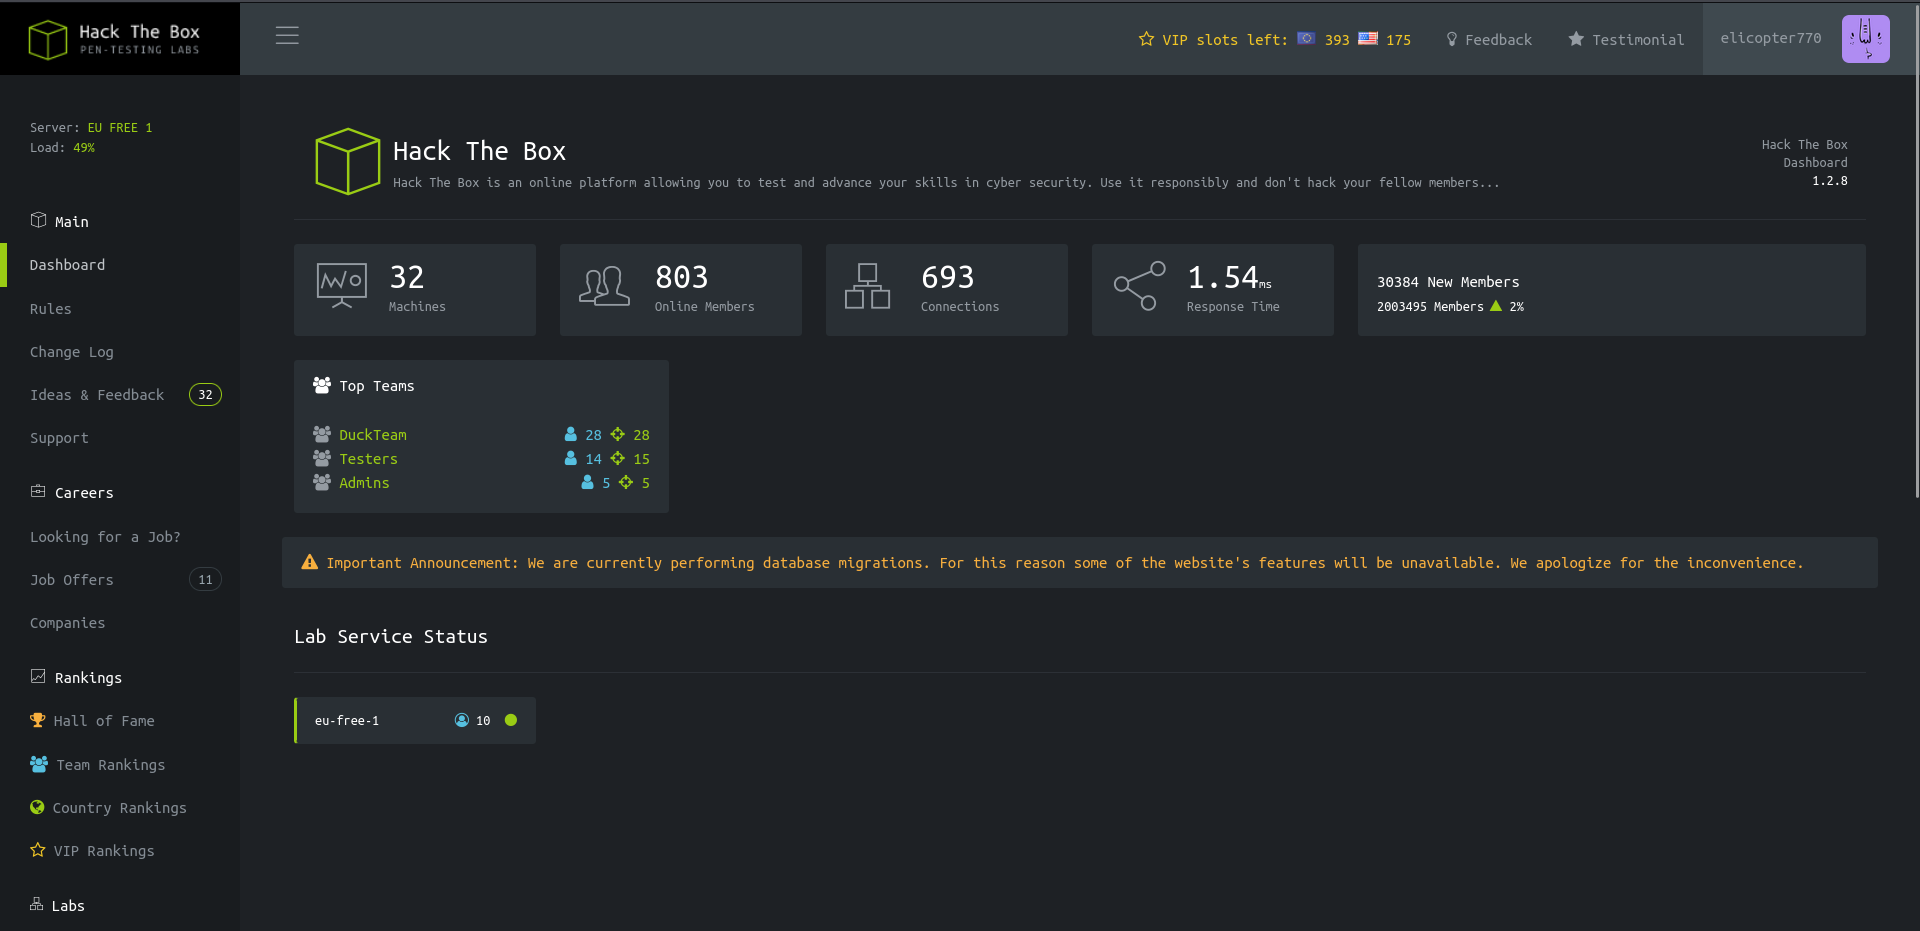 Hack The Box
PEN-TESTING LABS
VIP slots left: 393 175
Feedback
Testimonial
elicopter770
Server: EU FREE 1
Load: 49%
Main
Dashboard
Rules
Change Log
Ideas & Feedback 32
Support
Careers
Looking for a Job?
Job Offers 11
Companies
Rankings
Hall of Fame
Team Rankings
Country Rankings
VIP Rankings
Labs
Hack The Box
Hack The Box is an online platform allowing you to test and advance your skills in cyber security. Use it responsibly and don't hack your fellow members...
Hack The Box
Dashboard
1.2.8
32
Machines
803
Online Members
693
Connections
1.54ms
Response Time
30384 New Members
2003495 Members 2%
Top Teams
DuckTeam 28 28
Testers 14 15
Admins 5 5
Important Announcement: We are currently performing database migrations. For this reason some of the website's features will be unavailable. We apologize for the inconvenience.
Lab Service Status
eu-free-1 10